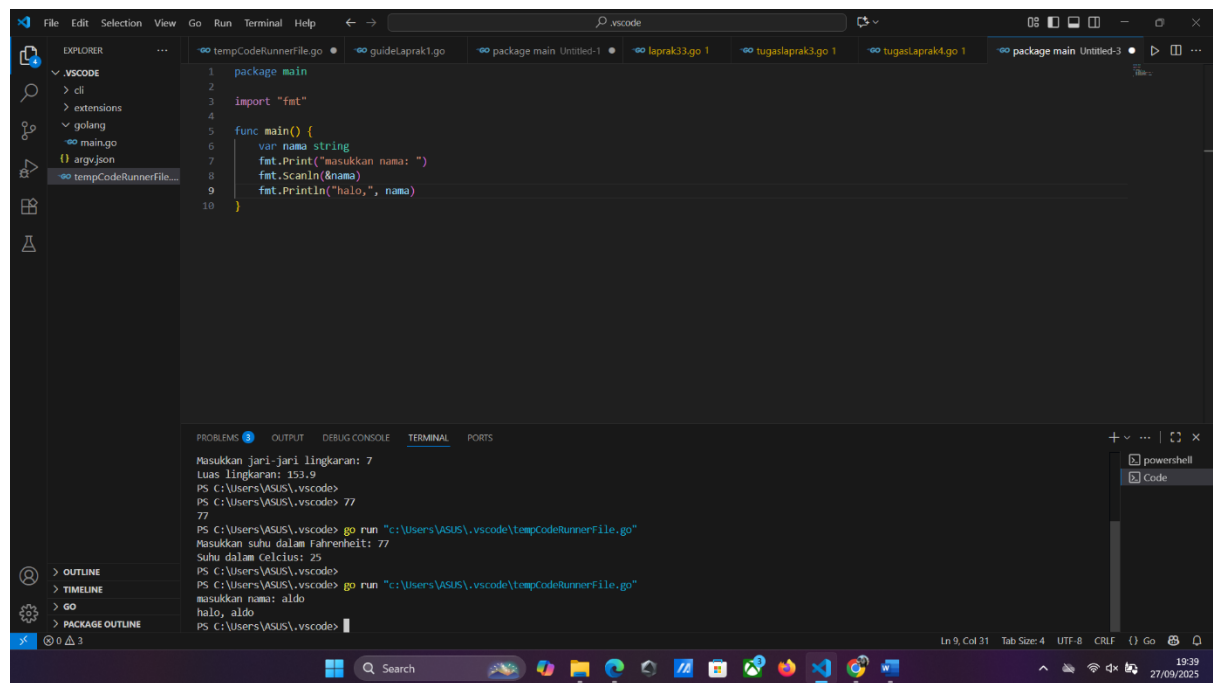 File Edit Selection View Go Run Terminal Help
.vscode
EXPLORER
tempCodeRunnerFile.go
guideLaprak1.go
package main Untitled-1
laprak33.go 1
tugaslaprak3.go 1
tugasLaprak4.go 1
package main Untitled-3
.VSCODE
cli
extensions
golang
main.go
argv.json
tempCodeRunnerFile....
1 package main
2
3 import "fmt"
4
5 func main() {
6 var nama string
7 fmt.Print("masukkan nama: ")
8 fmt.Scanln(&nama)
9 fmt.Println("halo,", nama)
10 }
PROBLEMS 3 OUTPUT DEBUG CONSOLE TERMINAL PORTS
Masukkan jari-jari lingkaran: 7
Luas lingkaran: 153.9
PS C:\Users\ASUS\.vscode>
PS C:\Users\ASUS\.vscode> 77
77
PS C:\Users\ASUS\.vscode> go run "c:\Users\ASUS\.vscode\tempCodeRunnerFile.go"
Masukkan suhu dalam Fahrenheit: 77
Suhu dalam Celcius: 25
PS C:\Users\ASUS\.vscode>
PS C:\Users\ASUS\.vscode> go run "c:\Users\ASUS\.vscode\tempCodeRunnerFile.go"
masukkan nama: aldo
halo, aldo
PS C:\Users\ASUS\.vscode>
powershell
Code
OUTLINE
TIMELINE
GO
PACKAGE OUTLINE
0 3
Ln 9, Col 31 Tab Size: 4 UTF-8 CRLF {} Go
Search
19:39
27/09/2025